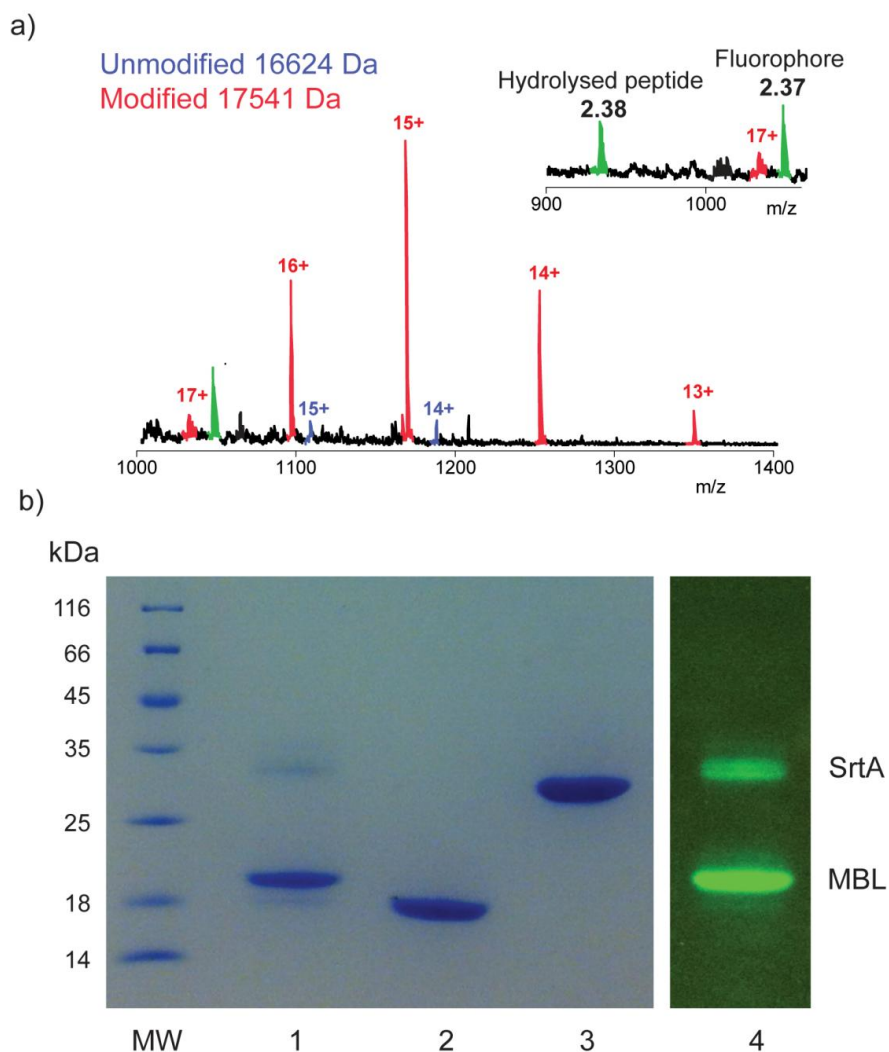 a)
Unmodified 16624 Da
Modified 17541 Da
Hydrolysed peptide
2.38
Fluorophore
2.37
17+
900
1000
m/z
15+
16+
14+
17+
15+
14+
13+
1000
1100
1200
1300
1400
m/z
b)
kDa
116
66
45
35
25
18
14
SrtA
MBL
MW 1 2 3 4